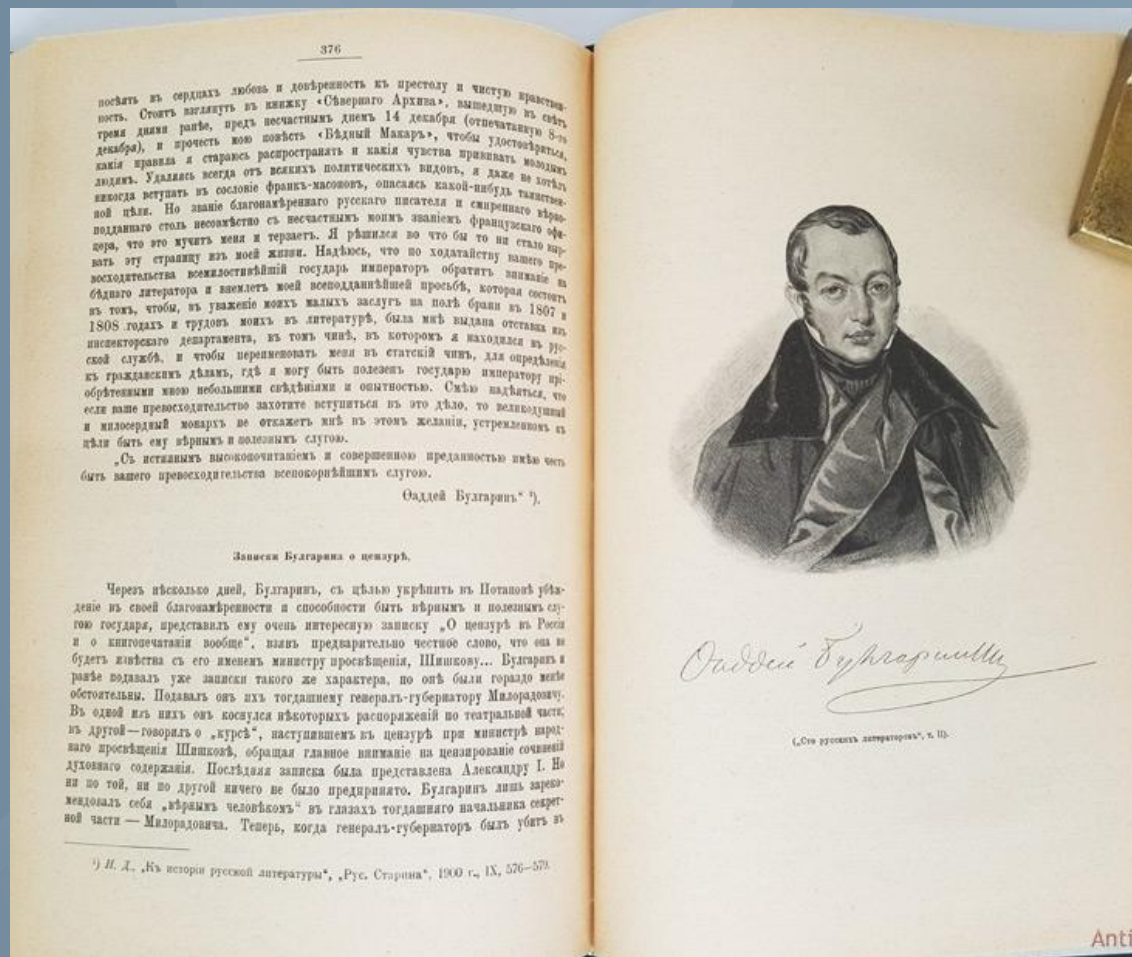 376
посѣять въ сердцахъ любовь и довѣренность къ престолу и чистую нравствен-
ность. Стоитъ взглянуть въ книжку «Сѣвернаго Архива», вышедшую въ свѣтъ
тремя днями ранѣе, предъ несчастнымъ днемъ 14 декабря (отпечатанную 8-го
декабря), и прочесть мою повѣсть «Бѣдный Макаръ», чтобы удостовѣриться,
какія правила я стараюсь распространять и какія чувства прививать молодымъ
людямъ. Удаляясь всегда отъ всякихъ политическихъ видовъ, я даже не хотѣлъ
никогда вступать въ сословіе франкъ-масоновъ, опасаясь какой-нибудь таинствен-
ной цѣли. Но званіе благонамѣреннаго русскаго писателя и смиреннаго вѣрно-
подданнаго столь несовмѣстно съ несчастнымъ моимъ званіемъ французскаго офи-
цера, что это мучитъ меня и терзаетъ. Я рѣшился во что бы то ни стало выр-
вать эту страницу изъ моей жизни. Надѣюсь, что по ходатайству вашего пре-
восходительства всемилостивѣйшій государь императоръ обратитъ вниманіе на
бѣднаго литератора и внемлетъ моей всеподданнѣйшей просьбѣ, которая состоитъ
въ томъ, чтобы, въ уваженіе моихъ малыхъ заслугъ на полѣ брани въ 1807 и
1808 годахъ и трудовъ моихъ въ литературѣ, была мнѣ выдана отставка изъ
инспекторскаго департамента, въ томъ чинѣ, въ которомъ я находился въ рус-
ской службѣ, и чтобы переименовать меня въ статскій чинъ, для опредѣленія
къ гражданскимъ дѣламъ, гдѣ я могу быть полезенъ государю императору прі-
обрѣтенными мною небольшими свѣдѣніями и опытностью. Смѣю надѣяться, что
если ваше превосходительство захотите вступиться въ это дѣло, то великодушный
и милосердный монархъ не откажетъ мнѣ въ этомъ желаніи, устремленномъ къ
цѣли быть ему вѣрнымъ и полезнымъ слугою.
„Съ истиннымъ высокопочитаніемъ и совершенною преданностью имѣю честь
быть вашего превосходительства всепокорнѣйшимъ слугою.
Ѳаддей Булгаринъ“ ¹).
Записки Булгарина о цензурѣ.
Черезъ нѣсколько дней, Булгаринъ, съ цѣлью укрѣпить въ Потаповѣ убѣж-
деніе въ своей благонамѣренности и способности быть вѣрнымъ и полезнымъ слу-
гою государя, представилъ ему очень интересную записку „О цензурѣ въ Россіи
и о книгопечатаніи вообще“, взявъ предварительно честное слово, что она не
будетъ извѣстна съ его именемъ министру просвѣщенія, Шишкову... Булгаринъ и
ранѣе подавалъ уже записки такого же характера, но онѣ были гораздо менѣе
обстоятельны. Подавалъ онъ ихъ тогдашнему генералъ-губернатору Милорадовичу.
Въ одной изъ нихъ онъ коснулся нѣкоторыхъ распоряженій по театральной части;
въ другой—говорилъ о „курсѣ“, наступившемъ въ цензурѣ при министрѣ народ-
наго просвѣщенія Шишковѣ, обращая главное вниманіе на цензированіе сочиненій
духовнаго содержанія. Послѣдняя записка была представлена Александру I. Но
ни по той, ни по другой ничего не было предпринято. Булгаринъ лишь зареко-
мендовалъ себя „вѣрнымъ человѣкомъ“ въ глазахъ тогдашняго начальника секрет-
ной части — Милорадовича. Теперь, когда генералъ-губернаторъ былъ убитъ въ
¹) Н. Д., „Къ исторіи русской литературы“, „Рус. Старина“, 1900 г., IX, 576—579.
Ѳаддей Булгаринъ
(„Сто русскихъ литераторовъ“, т. II).
Anti